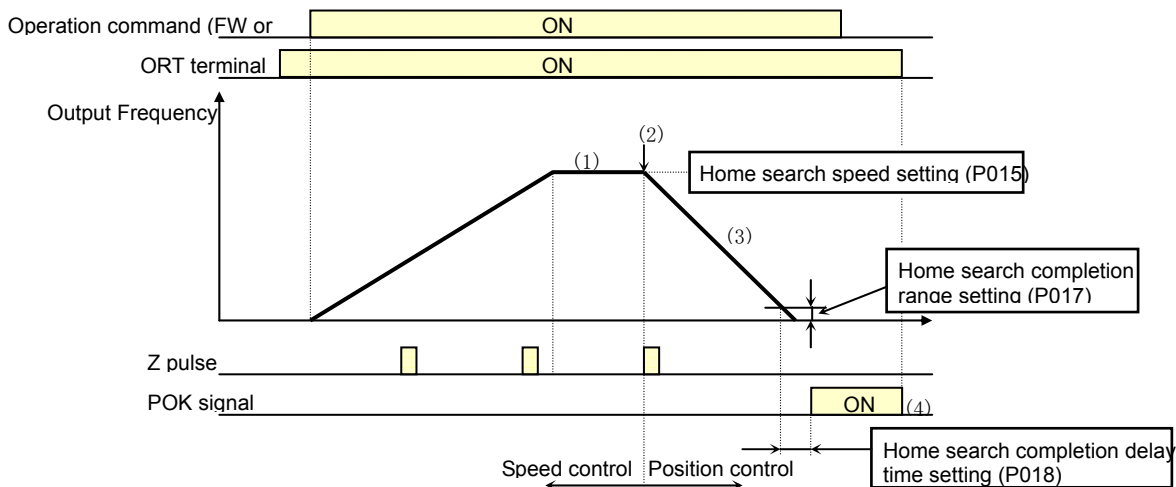 Operation command (FW or
ON
ORT terminal
ON
Output Frequency
(2)
(1)
Home search speed setting (P015)
(3)
Home search completion
range setting (P017)
Z pulse
POK signal
ON
(4)
Home search completion delay
time setting (P018)
Speed control
Position control